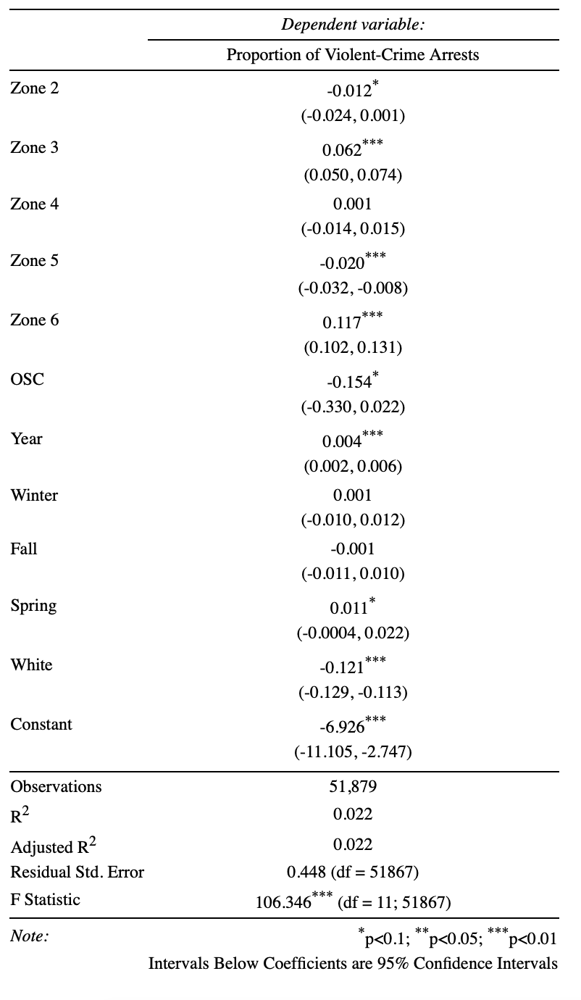 Dependent variable:
Proportion of Violent-Crime Arrests
Zone 2 -0.012*
(-0.024, 0.001)
Zone 3 0.062***
(0.050, 0.074)
Zone 4 0.001
(-0.014, 0.015)
Zone 5 -0.020***
(-0.032, -0.008)
Zone 6 0.117***
(0.102, 0.131)
OSC -0.154*
(-0.330, 0.022)
Year 0.004***
(0.002, 0.006)
Winter 0.001
(-0.010, 0.012)
Fall -0.001
(-0.011, 0.010)
Spring 0.011*
(-0.0004, 0.022)
White -0.121***
(-0.129, -0.113)
Constant -6.926***
(-11.105, -2.747)
Observations 51,879
R2 0.022
Adjusted R2 0.022
Residual Std. Error 0.448 (df = 51867)
F Statistic 106.346*** (df = 11; 51867)
Note: *p<0.1; **p<0.05; ***p<0.01
Intervals Below Coefficients are 95% Confidence Intervals